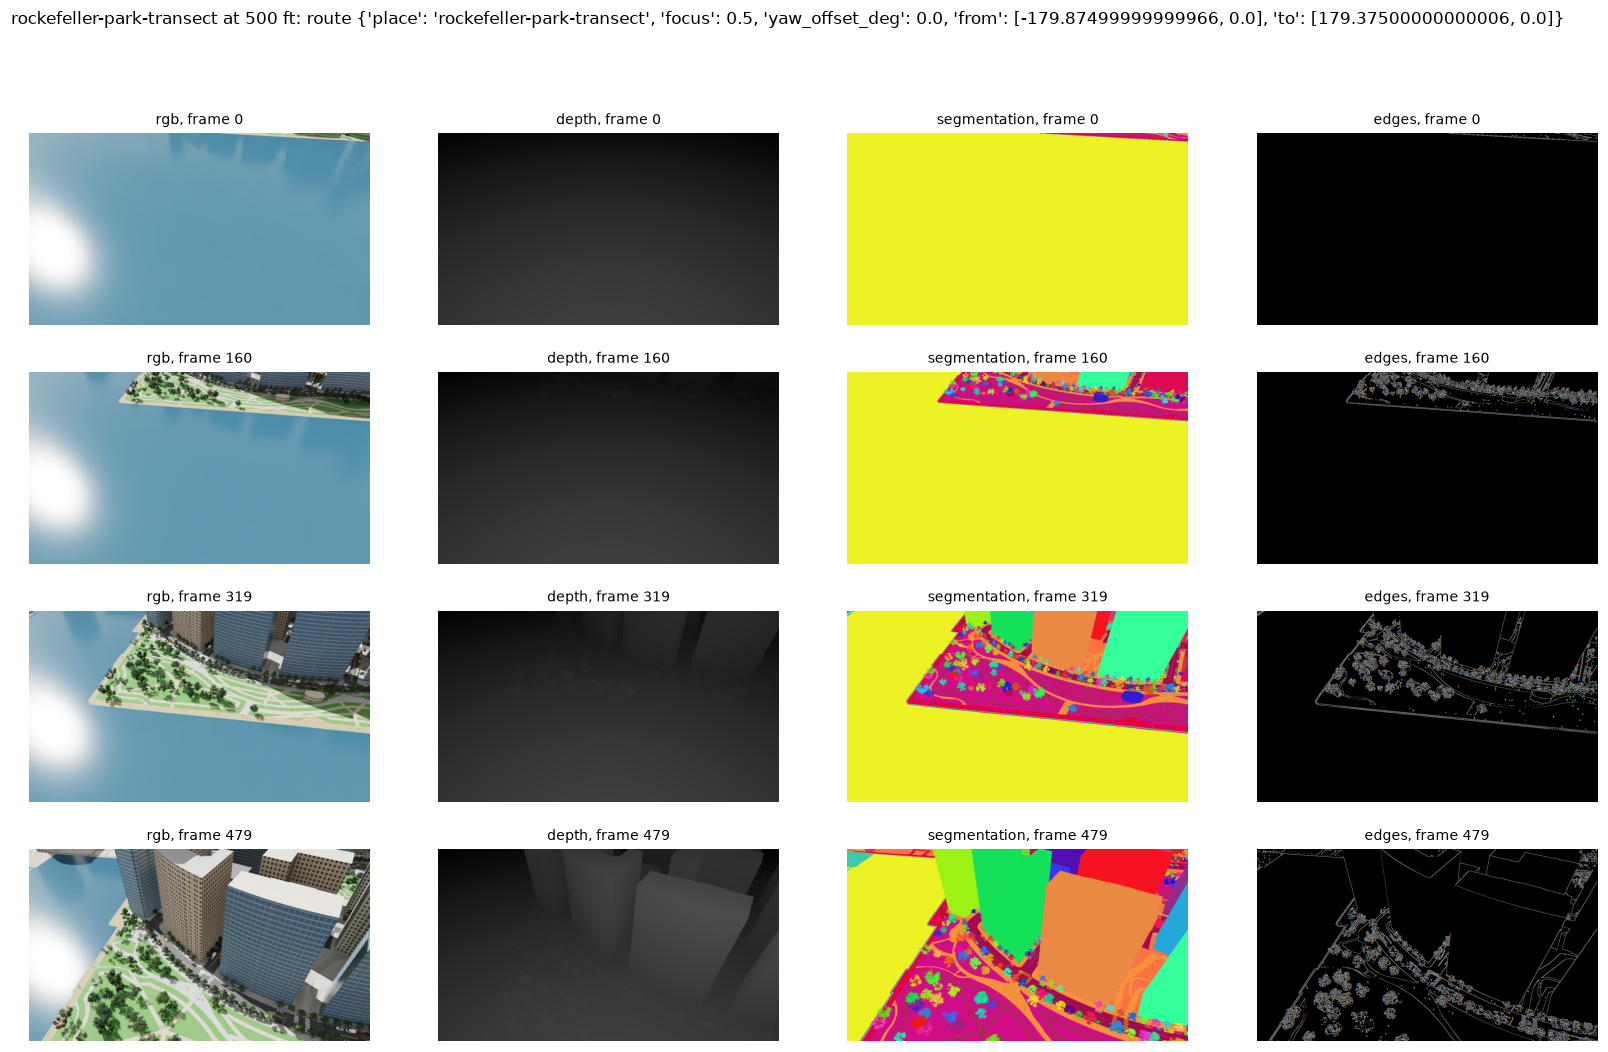 rockefeller-park-transect at 500 ft: route {'place': 'rockefeller-park-transect', 'focus': 0.5, 'yaw_offset_deg': 0.0, 'from': [-179.87499999999966, 0.0], 'to': [179.37500000000006, 0.0]}
rgb, frame 0
depth, frame 0
segmentation, frame 0
edges, frame 0
rgb, frame 160
depth, frame 160
segmentation, frame 160
edges, frame 160
rgb, frame 319
depth, frame 319
segmentation, frame 319
edges, frame 319
rgb, frame 479
depth, frame 479
segmentation, frame 479
edges, frame 479